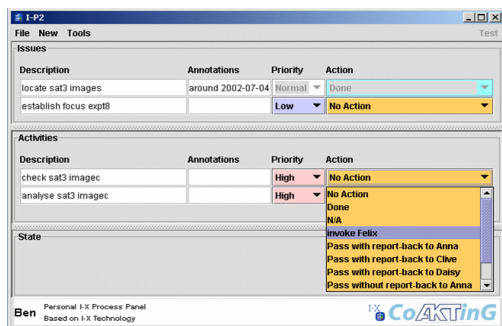 I-P2
File New Tools Test
Issues
Description Annotations Priority Action
locate sat3 images around 2002-07-04 Normal Done
establish focus expt8 Low No Action
Activities
Description Annotations Priority Action
check sat3 imagec High No Action
analyse sat3 imagec High
No Action
Done
N/A
invoke Felix
Pass with report-back to Anna
Pass with report-back to Clive
Pass with report-back to Daisy
Pass without report-back to Anna
State
Ben Personal I-X Process Panel
Based on I-X Technology
I-X CoAKTinG